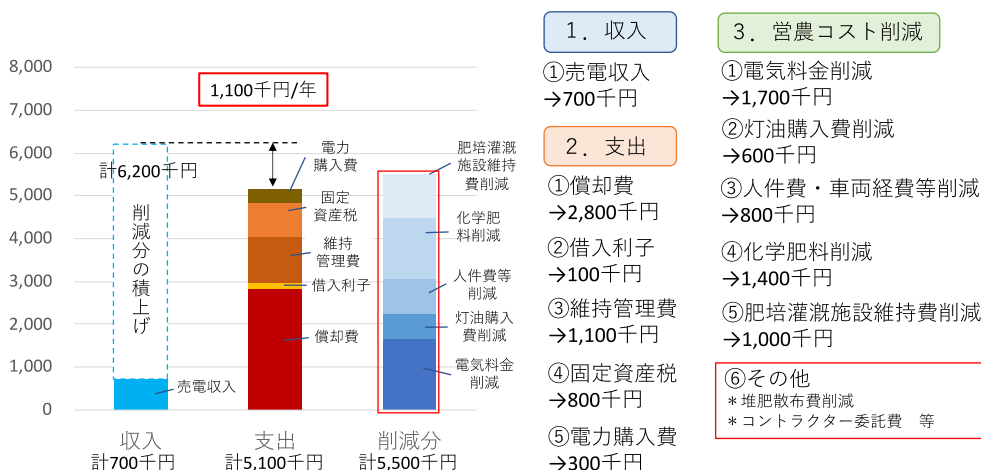 8,000
7,000
6,000
5,000
4,000
3,000
2,000
1,000
0
1,100千円/年
計6,200千円
削減分の積上げ
売電収入
電力
購入費
固定
資産税
維持
管理費
借入利子
償却費
肥培灌漑
施設維持
費削減
化学肥
料削減
人件費等
削減
灯油購入
費削減
電気料金
削減
収入
計700千円
支出
計5,100千円
削減分
計5,500千円
1．収入
①売電収入
→700千円
2．支出
①償却費
→2,800千円
②借入利子
→100千円
③維持管理費
→1,100千円
④固定資産税
→800千円
⑤電力購入費
→300千円
3．営農コスト削減
①電気料金削減
→1,700千円
②灯油購入費削減
→600千円
③人件費・車両経費等削減
→800千円
④化学肥料削減
→1,400千円
⑤肥培灌漑施設維持費削減
→1,000千円
⑥その他
＊堆肥散布費削減
＊コントラクター委託費　等